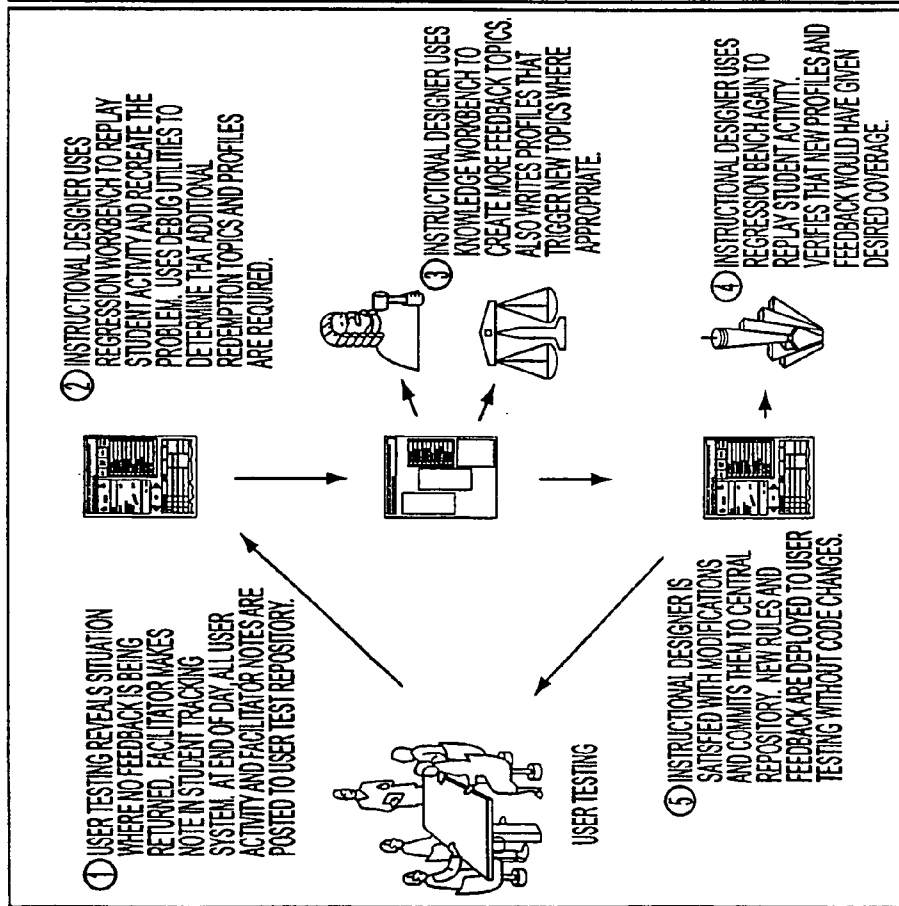 ① USER TESTING REVEALS SITUATION
WHERE NO FEEDBACK IS BEING
RETURNED. FACILITATOR MAKES
NOTE IN STUDENT TRACKING
SYSTEM. AT END OF DAY ALL USER
ACTIVITY AND FACILITATOR NOTES ARE
POSTED TO USER TEST REPOSITORY.
② INSTRUCTIONAL DESIGNER USES
REGRESSION WORKBENCH TO REPLAY
STUDENT ACTIVITY AND RECREATE THE
PROBLEM. USES DEBUG UTILITIES TO
DETERMINE THAT ADDITIONAL
REDEMPTION TOPICS AND PROFILES
ARE REQUIRED.
③ INSTRUCTIONAL DESIGNER USES
KNOWLEDGE WORKBENCH TO
CREATE MORE FEEDBACK TOPICS.
ALSO WRITES PROFILES THAT
TRIGGER NEW TOPICS WHERE
APPROPRIATE.
④ INSTRUCTIONAL DESIGNER USES
REGRESSION BENCH AGAIN TO
REPLAY STUDENT ACTIVITY.
VERIFIES THAT NEW PROFILES AND
FEEDBACK WOULD HAVE GIVEN
DESIRED COVERAGE.
⑤ INSTRUCTIONAL DESIGNER IS
SATISFIED WITH MODIFICATIONS
AND COMMITS THEM TO CENTRAL
REPOSITORY. NEW RULES AND
FEEDBACK ARE DEPLOYED TO USER
TESTING WITHOUT CODE CHANGES.
USER TESTING